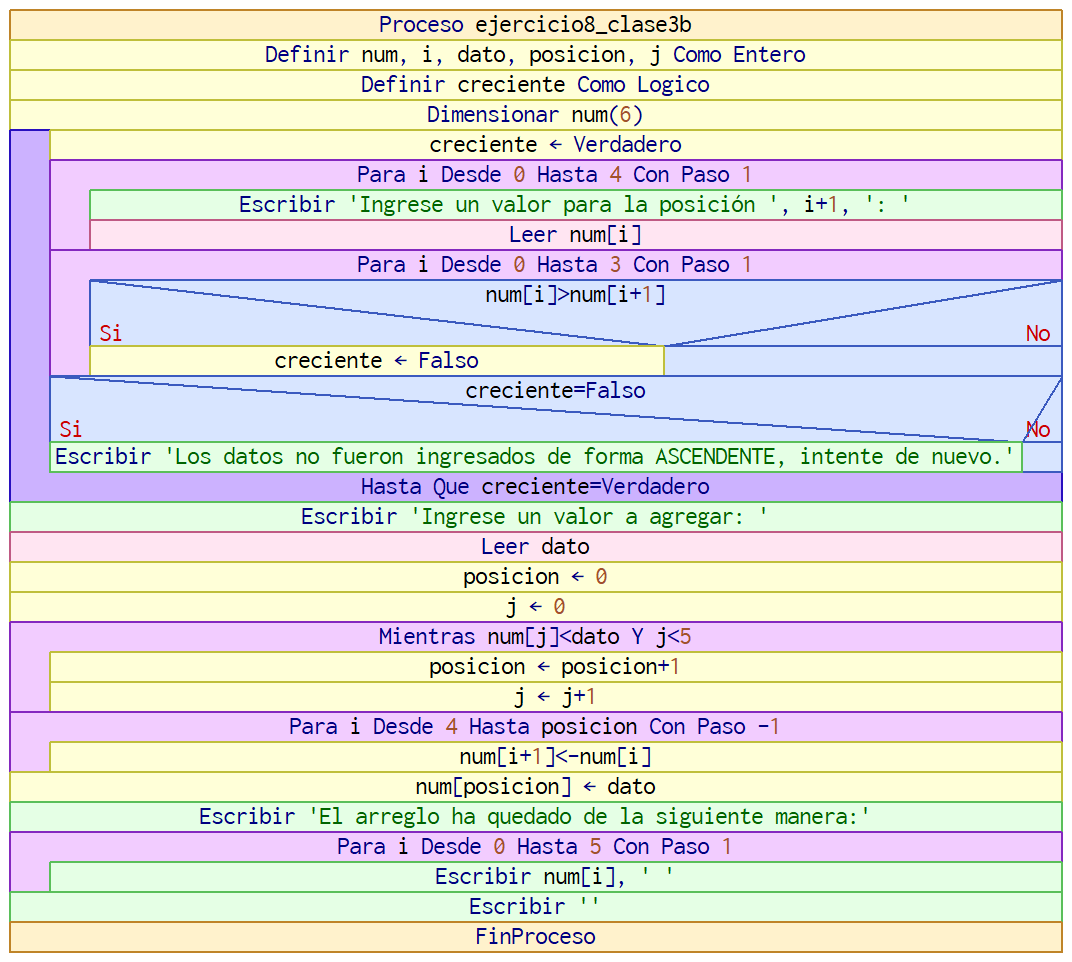 Proceso ejercicio8_clase3b
Definir num, i, dato, posicion, j Como Entero
Definir creciente Como Logico
Dimensionar num(6)
creciente ← Verdadero
Para i Desde 0 Hasta 4 Con Paso 1
Escribir 'Ingrese un valor para la posición ', i+1, ': '
Leer num[i]
Para i Desde 0 Hasta 3 Con Paso 1
num[i]>num[i+1]
Si No
creciente ← Falso
creciente=Falso
Si No
Escribir 'Los datos no fueron ingresados de forma ASCENDENTE, intente de nuevo.'
Hasta Que creciente=Verdadero
Escribir 'Ingrese un valor a agregar: '
Leer dato
posicion ← 0
j ← 0
Mientras num[j]<dato Y j<5
posicion ← posicion+1
j ← j+1
Para i Desde 4 Hasta posicion Con Paso -1
num[i+1]<-num[i]
num[posicion] ← dato
Escribir 'El arreglo ha quedado de la siguiente manera:'
Para i Desde 0 Hasta 5 Con Paso 1
Escribir num[i], ' '
Escribir ''
FinProceso